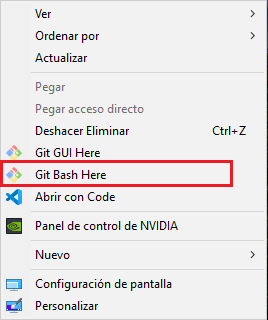 Ver
Ordenar por
Actualizar
Pegar
Pegar acceso directo
Deshacer Eliminar Ctrl+Z
Git GUI Here
Git Bash Here
Abrir con Code
Panel de control de NVIDIA
Nuevo
Configuración de pantalla
Personalizar